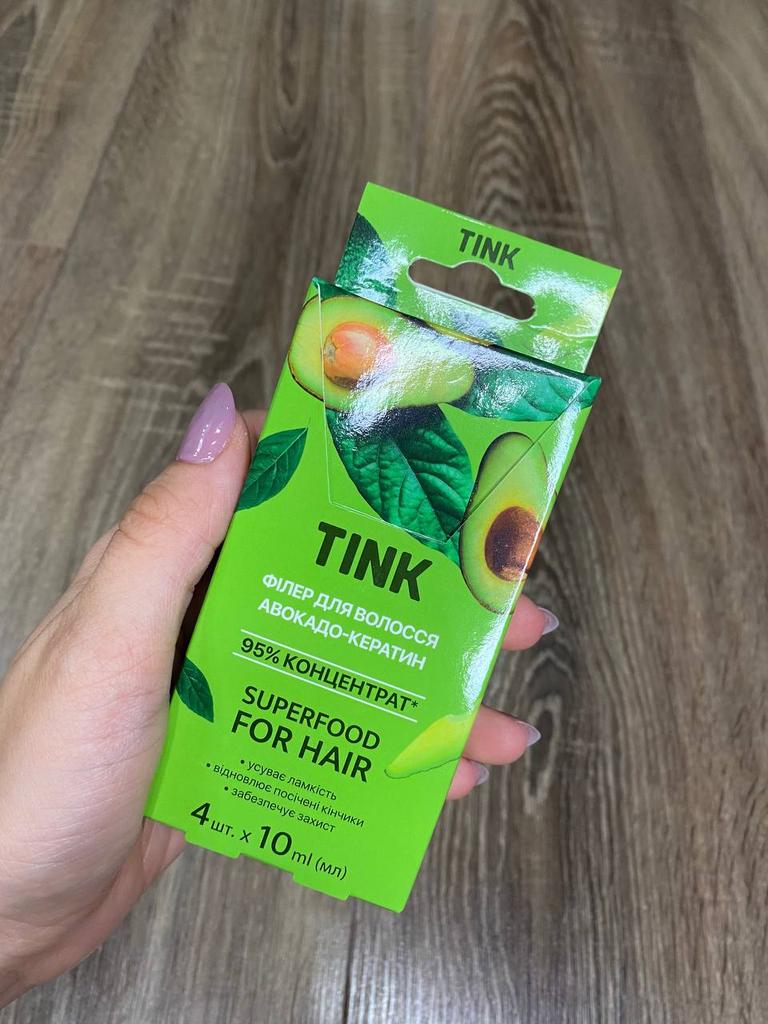 TINK
TINK
ФІЛЕР ДЛЯ ВОЛОССЯ
АВОКАДО-КЕРАТИН
95% КОНЦЕНТРАТ*
SUPERFOOD
FOR HAIR
• усуває ламкість
• відновлює посічені кінчики
• забезпечує захист
4 шт. x 10 ml (мл)